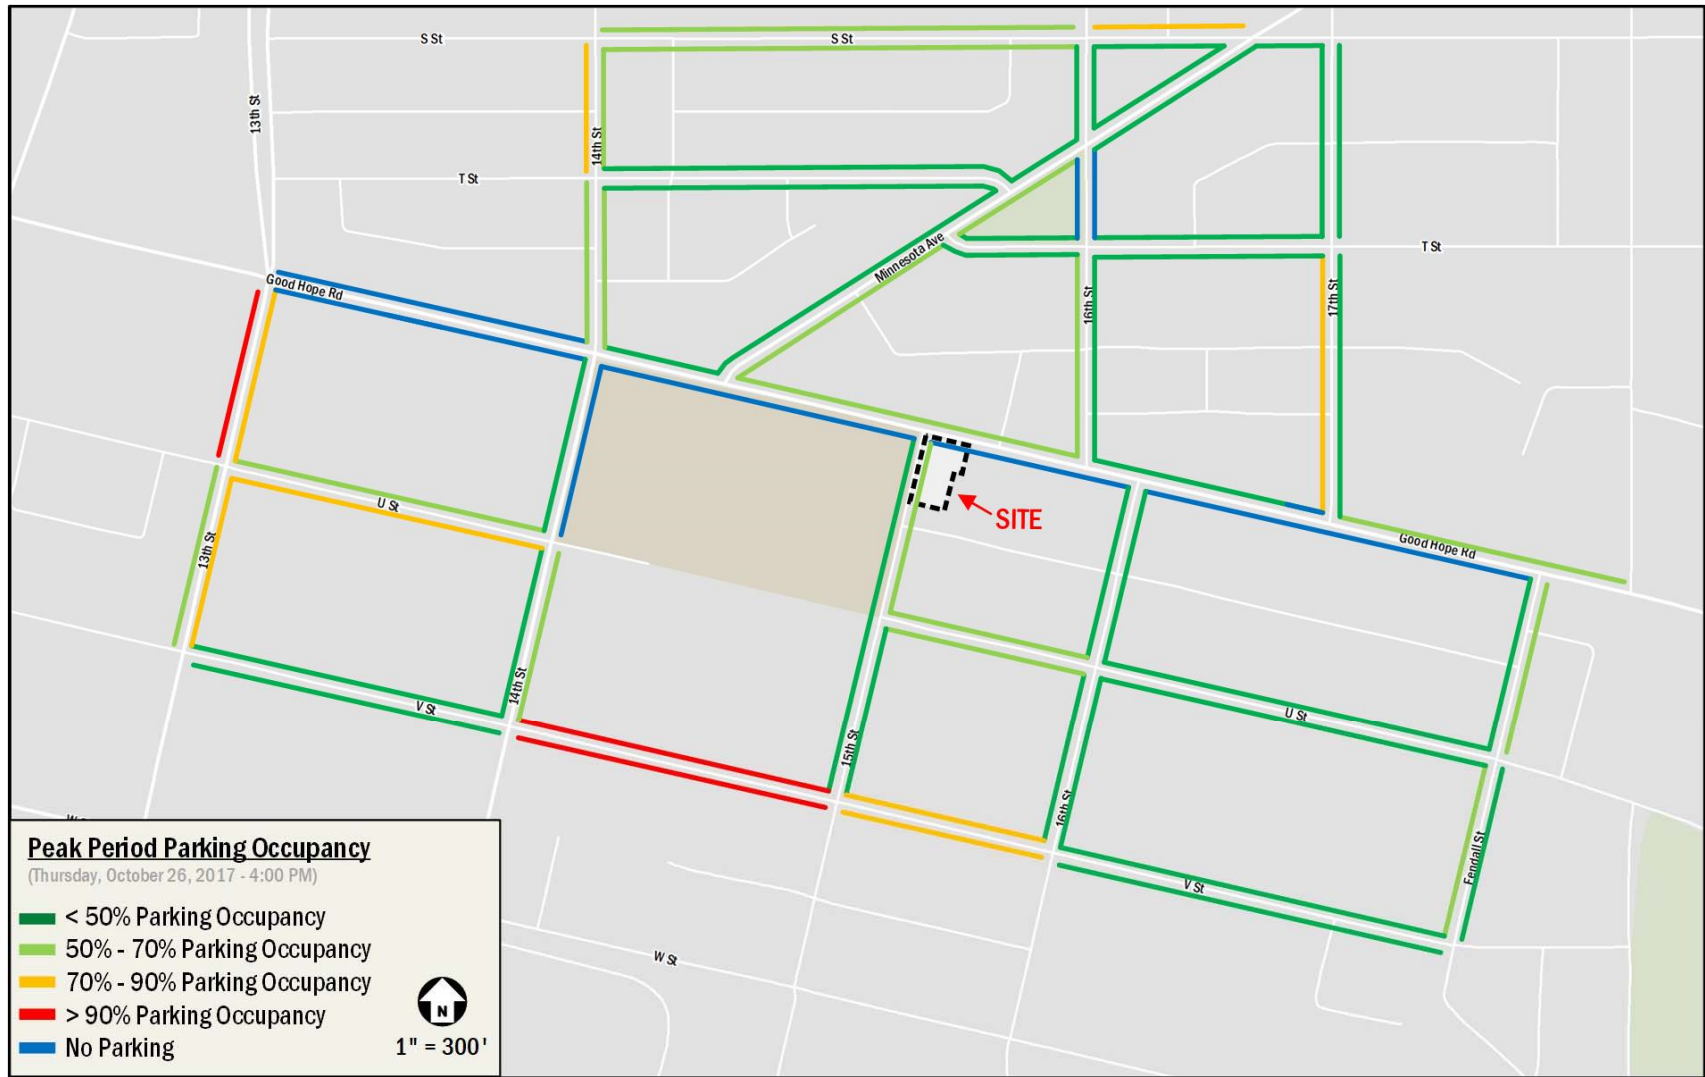 S St
S St
13th St
14th St
T St
T St
Minnesota Ave
Good Hope Rd
16th St
17th St
SITE
U St
Good Hope Rd
13th St
14th St
V St
15th St
U St
16th St
V St
Fendall St
W St
Peak Period Parking Occupancy
(Thursday, October 26, 2017 - 4:00 PM)
< 50% Parking Occupancy
50% - 70% Parking Occupancy
70% - 90% Parking Occupancy
> 90% Parking Occupancy
No Parking
N
1" = 300'